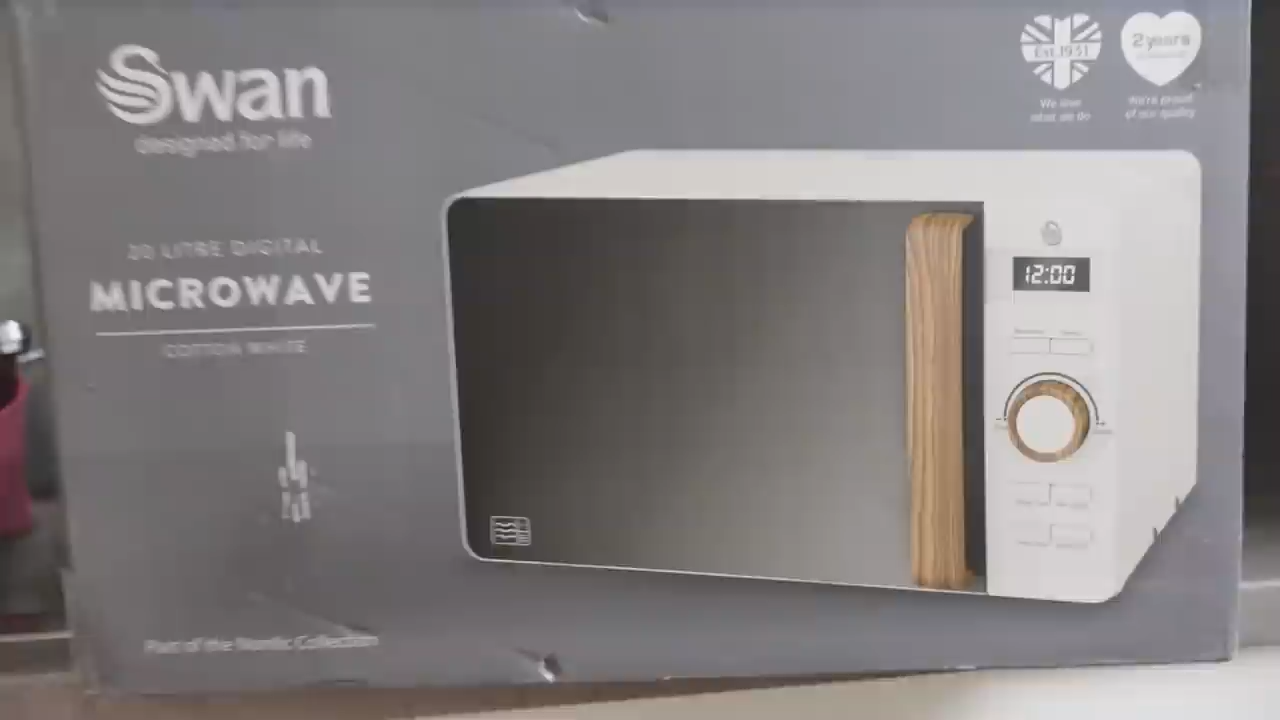 Swan
designed for life
20 LITRE DIGITAL
MICROWAVE
COTTON WHITE
Part of the Nordic Collection
Est.1931
We love
what we do
2 years
We're proud
of our quality
12:00